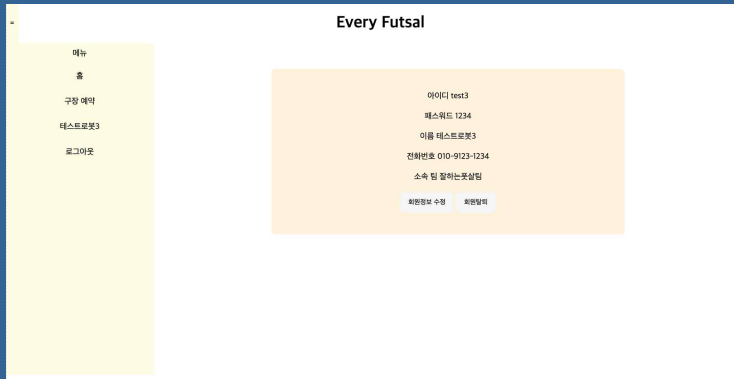 ≡
Every Futsal
메뉴
홈
구장 예약
테스트로봇3
로그아웃
아이디 test3
패스워드 1234
이름 테스트로봇3
전화번호 010-9123-1234
소속 팀 잘하는풋살팀
회원정보 수정 회원탈퇴